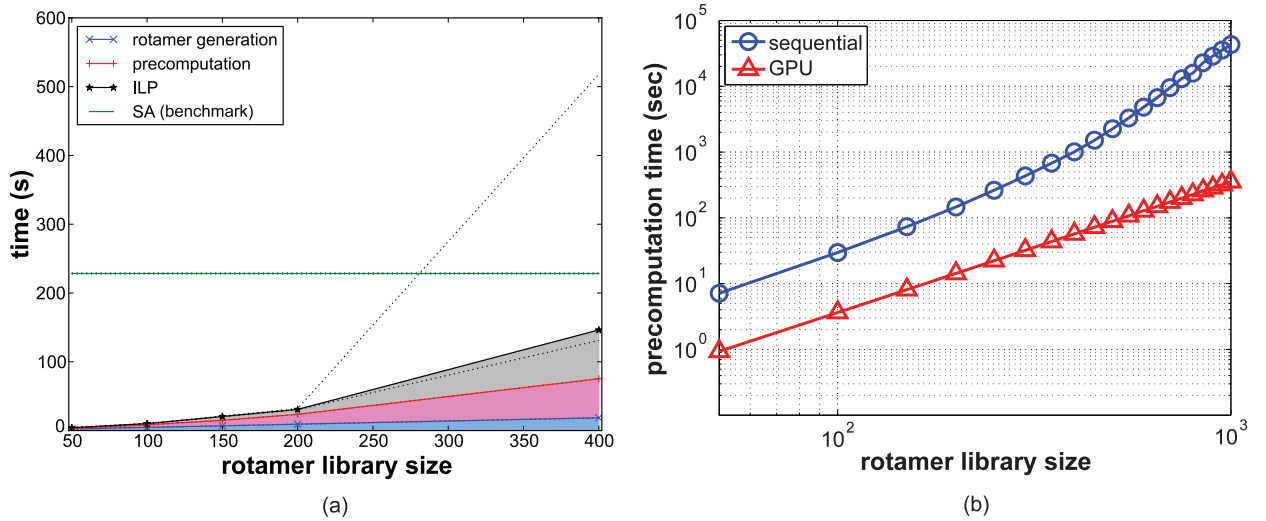 600
500
400
300
200
100
0
time (s)
rotamer generation
precomputation
ILP
SA (benchmark)
50 100 150 200 250 300 350 400
rotamer library size
(a)
10^5
10^4
10^3
10^2
10^1
10^0
precomputation time (sec)
sequential
GPU
10^2 10^3
rotamer library size
(b)